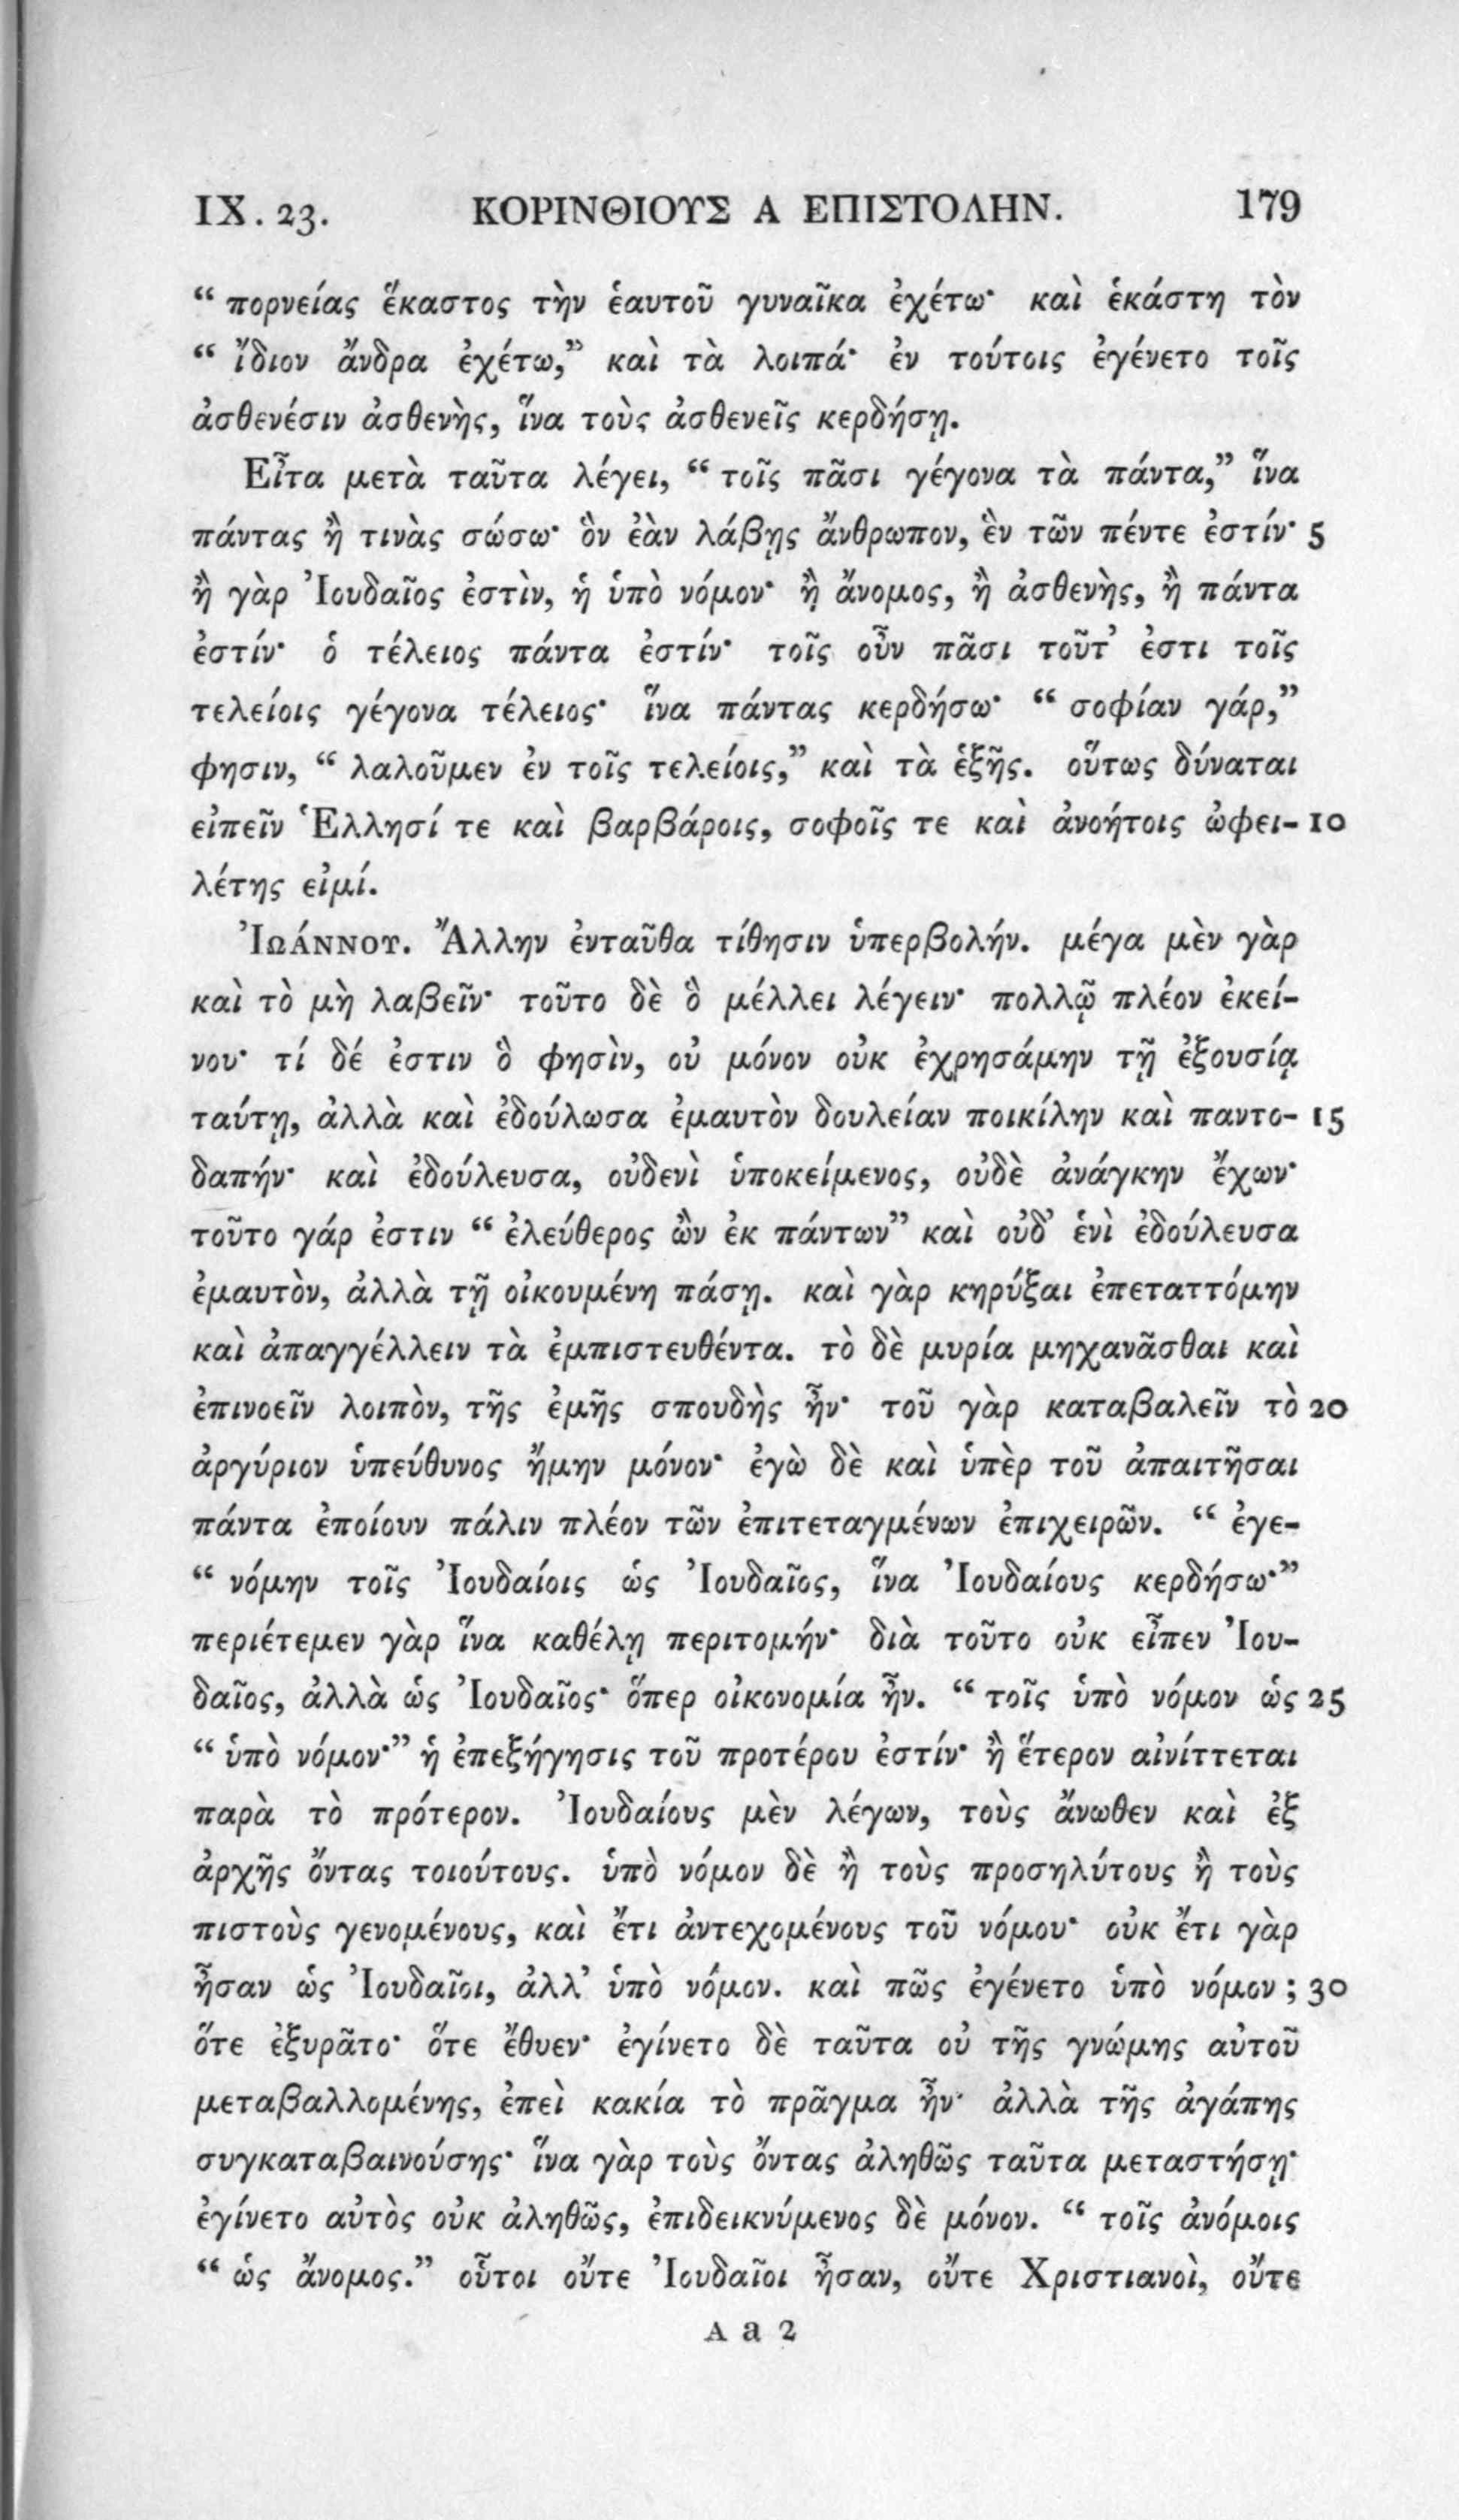 IX. 23. ΚΟΡΙΝΘΙΟΥΣ Α ΕΠΙΣΤΟΛΗΝ. 179
“ πορνείας ἕκαστος τὴν ἑαυτοῦ γυναῖκα ἐχέτω· καὶ ἑκάστη τὸν
“ ἴδιον ἄνδρα ἐχέτω,” καὶ τὰ λοιπά· ἐν τούτοις ἐγένετο τοῖς
ἀσθενέσιν ἀσθενὴς, ἵνα τοὺς ἀσθενεῖς κερδήσῃ.
Εἶτα μετὰ ταῦτα λέγει, “ τοῖς πᾶσι γέγονα τὰ πάντα,” ἵνα
πάντας ἢ τινὰς σώσω· ὃν ἐὰν λάβῃς ἄνθρωπον, ἓν τῶν πέντε ἐστίν· 5
ἢ γὰρ Ἰουδαῖος ἐστὶν, ἡ ὑπὸ νόμον· ἢ ἄνομος, ἢ ἀσθενὴς, ἢ πάντα
ἐστίν· ὁ τέλειος πάντα ἐστίν· τοῖς οὖν πᾶσι τοῦτ’ ἐστι τοῖς
τελείοις γέγονα τέλειος· ἵνα πάντας κερδήσω· “ σοφίαν γάρ,”
φησιν, “ λαλοῦμεν ἐν τοῖς τελείοις,” καὶ τὰ ἑξῆς. οὕτως δύναται
εἰπεῖν Ἑλλησί τε καὶ βαρβάροις, σοφοῖς τε καὶ ἀνοήτοις ὠφει- 10
λέτης εἰμί.
ἸΩΆΝΝΟΥ. Ἄλλην ἐνταῦθα τίθησιν ὑπερβολήν. μέγα μὲν γὰρ
καὶ τὸ μὴ λαβεῖν· τοῦτο δὲ ὃ μέλλει λέγειν· πολλῷ πλέον ἐκεί-
νου· τί δέ ἐστιν ὃ φησὶν, οὐ μόνον οὐκ ἐχρησάμην τῇ ἐξουσίᾳ
ταύτῃ, ἀλλὰ καὶ ἐδούλωσα ἐμαυτὸν δουλείαν ποικίλην καὶ παντο- 15
δαπήν· καὶ ἐδούλευσα, οὐδενὶ ὑποκείμενος, οὐδὲ ἀνάγκην ἔχων·
τοῦτο γάρ ἐστιν “ ἐλεύθερος ὢν ἐκ πάντων” καὶ οὐδ’ ἑνὶ ἐδούλευσα
ἐμαυτὸν, ἀλλὰ τῇ οἰκουμένη πάσῃ. καὶ γὰρ κηρύξαι ἐπεταττόμην
καὶ ἀπαγγέλλειν τὰ ἐμπιστευθέντα. τὸ δὲ μυρία μηχανᾶσθαι καὶ
ἐπινοεῖν λοιπὸν, τῆς ἐμῆς σπουδὴς ἦν· τοῦ γὰρ καταβαλεῖν τὸ 20
ἀργύριον ὑπεύθυνος ἤμην μόνον· ἐγὼ δὲ καὶ ὑπὲρ τοῦ ἀπαιτῆσαι
πάντα ἐποίουν πάλιν πλέον τῶν ἐπιτεταγμένων ἐπιχειρῶν. “ ἐγε-
“ νόμην τοῖς Ἰουδαίοις ὡς Ἰουδαῖος, ἵνα Ἰουδαίους κερδήσω·”
περιέτεμεν γὰρ ἵνα καθέλῃ περιτομήν· διὰ τοῦτο οὐκ εἶπεν Ἰου-
δαῖος, ἀλλὰ ὡς Ἰουδαῖος· ὅπερ οἰκονομία ἦν. “ τοῖς ὑπὸ νόμον ὡς 25
“ ὑπὸ νόμον·” ἡ ἐπεξήγησις τοῦ προτέρου ἐστίν· ἢ ἕτερον αἰνίττεται
παρὰ τὸ πρότερον. Ἰουδαίους μὲν λέγων, τοὺς ἄνωθεν καὶ ἐξ
ἀρχῆς ὄντας τοιούτους. ὑπὸ νόμον δὲ ἢ τοὺς προσηλύτους ἢ τοὺς
πιστοὺς γενομένους, καὶ ἔτι ἀντεχομένους τοῦ νόμου· οὐκ ἔτι γὰρ
ἦσαν ὡς Ἰουδαῖοι, ἀλλ’ ὑπὸ νόμον. καὶ πῶς ἐγένετο ὑπὸ νόμον ; 30
ὅτε ἐξυρᾶτο· ὅτε ἔθυεν· ἐγίνετο δὲ ταῦτα οὐ τῆς γνώμης αὐτοῦ
μεταβαλλομένης, ἐπεὶ κακία τὸ πρᾶγμα ἦν· ἀλλὰ τῆς ἀγάπης
συγκαταβαινούσης· ἵνα γὰρ τοὺς ὄντας ἀληθῶς ταῦτα μεταστήσῃ·
ἐγίνετο αὐτὸς οὐκ ἀληθῶς, ἐπιδεικνύμενος δὲ μόνον. “ τοῖς ἀνόμοις
“ ὡς ἄνομος.” οὗτοι οὔτε Ἰουδαῖοι ἦσαν, οὔτε Χριστιανοὶ, οὔτε
A a 2